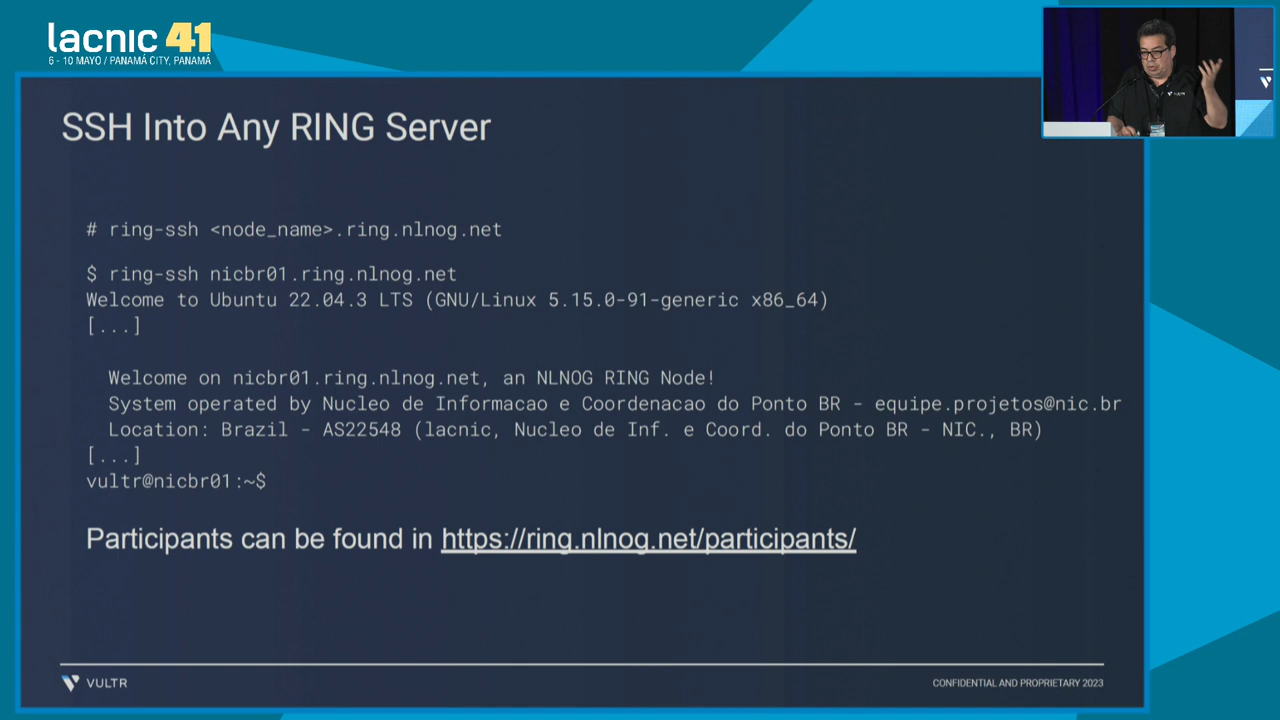 lacnic 41
6 - 10 MAYO / PANAMÁ CITY, PANAMÁ
SSH Into Any RING Server
# ring-ssh <node_name>.ring.nlnog.net
$ ring-ssh nicbr01.ring.nlnog.net
Welcome to Ubuntu 22.04.3 LTS (GNU/Linux 5.15.0-91-generic x86_64)
[...]
Welcome on nicbr01.ring.nlnog.net, an NLNOG RING Node!
System operated by Nucleo de Informacao e Coordenacao do Ponto BR - equipe.projetos@nic.br
Location: Brazil - AS22548 (lacnic, Nucleo de Inf. e Coord. do Ponto BR - NIC., BR)
[...]
vultr@nicbr01:~$
Participants can be found in https://ring.nlnog.net/participants/
VULTR
CONFIDENTIAL AND PROPRIETARY 2023
VULTR